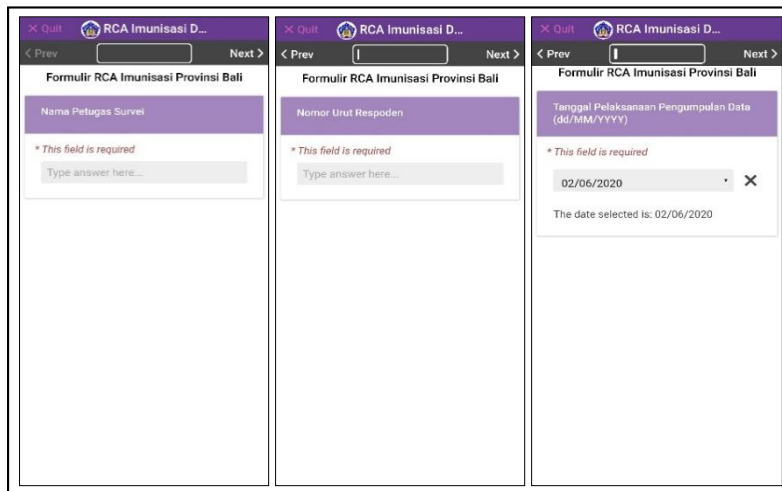 × Quit RCA Imunisasi D...
< Prev Next >
Formulir RCA Imunisasi Provinsi Bali
Nama Petugas Survei
* This field is required
Type answer here...
× Quit RCA Imunisasi D...
< Prev Next >
Formulir RCA Imunisasi Provinsi Bali
Nomor Urut Respoden
* This field is required
Type answer here...
× Quit RCA Imunisasi D...
< Prev Next >
Formulir RCA Imunisasi Provinsi Bali
Tanggal Pelaksanaan Pengumpulan Data
(dd/MM/YYYY)
* This field is required
02/06/2020
The date selected is: 02/06/2020